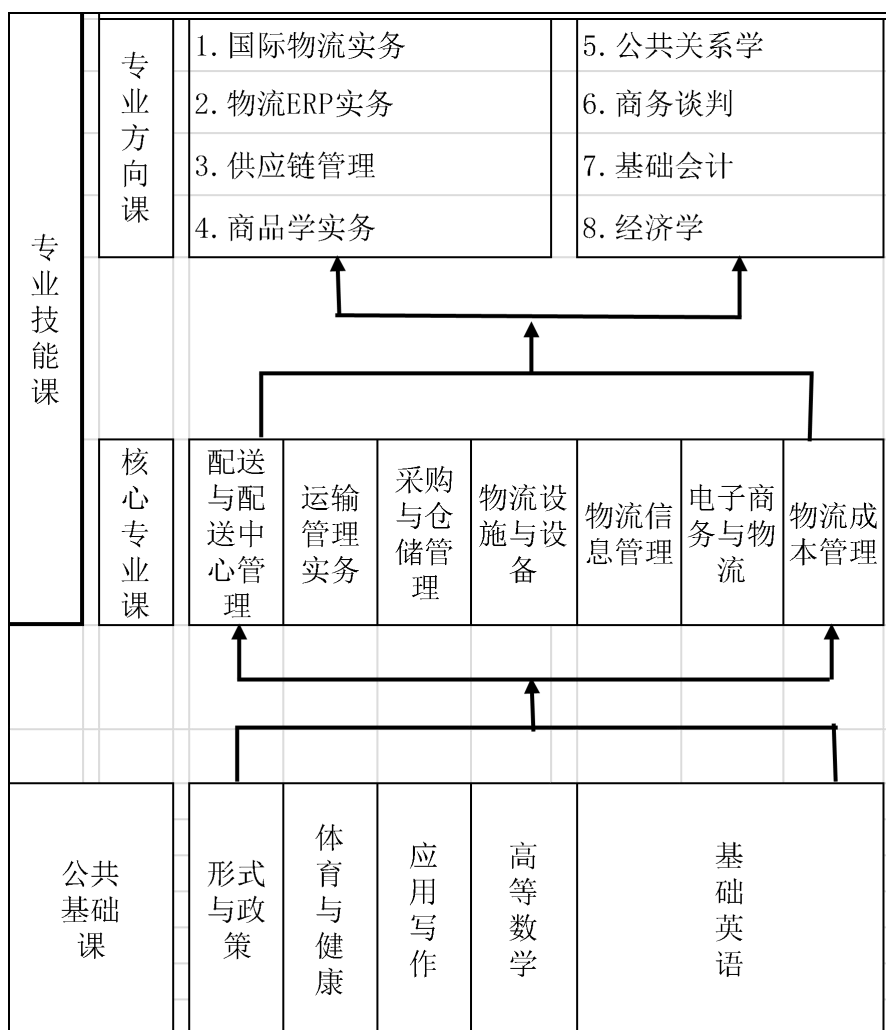 专业技能课
专业方向课
1.国际物流实务
2.物流ERP实务
3.供应链管理
4.商品学实务
5.公共关系学
6.商务谈判
7.基础会计
8.经济学
核心专业课
配送
与配
送中
心管
理
运输
管理
实务
采购
与仓
储管
理
物流设
施与设
备
物流信
息管理
电子商
务与物
流
物流成
本管理
公共
基础
课
形式
与政
策
体育与健康
应用写作
高等数学
基础英语